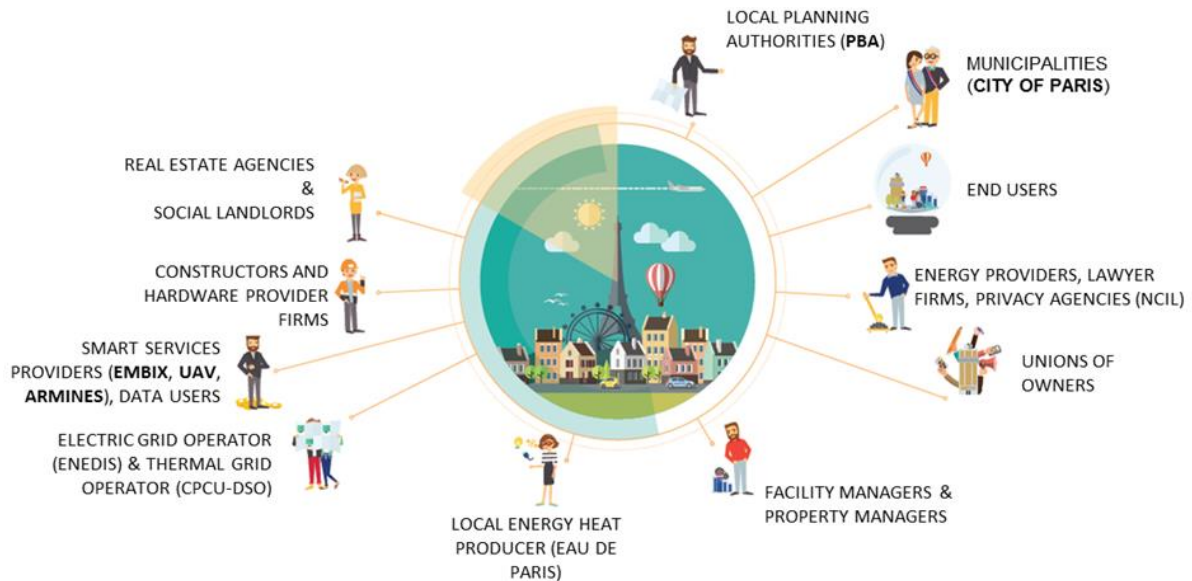 LOCAL PLANNING
AUTHORITIES (PBA)
MUNICIPALITIES
(CITY OF PARIS)
END USERS
ENERGY PROVIDERS, LAWYER
FIRMS, PRIVACY AGENCIES (NCIL)
UNIONS OF
OWNERS
FACILITY MANAGERS &
PROPERTY MANAGERS
LOCAL ENERGY HEAT
PRODUCER (EAU DE
PARIS)
ELECTRIC GRID OPERATOR
(ENEDIS) & THERMAL GRID
OPERATOR (CPCU-DSO)
SMART SERVICES
PROVIDERS (EMBIX, UAV,
ARMINES), DATA USERS
CONSTRUCTORS AND
HARDWARE PROVIDER
FIRMS
REAL ESTATE AGENCIES
&
SOCIAL LANDLORDS